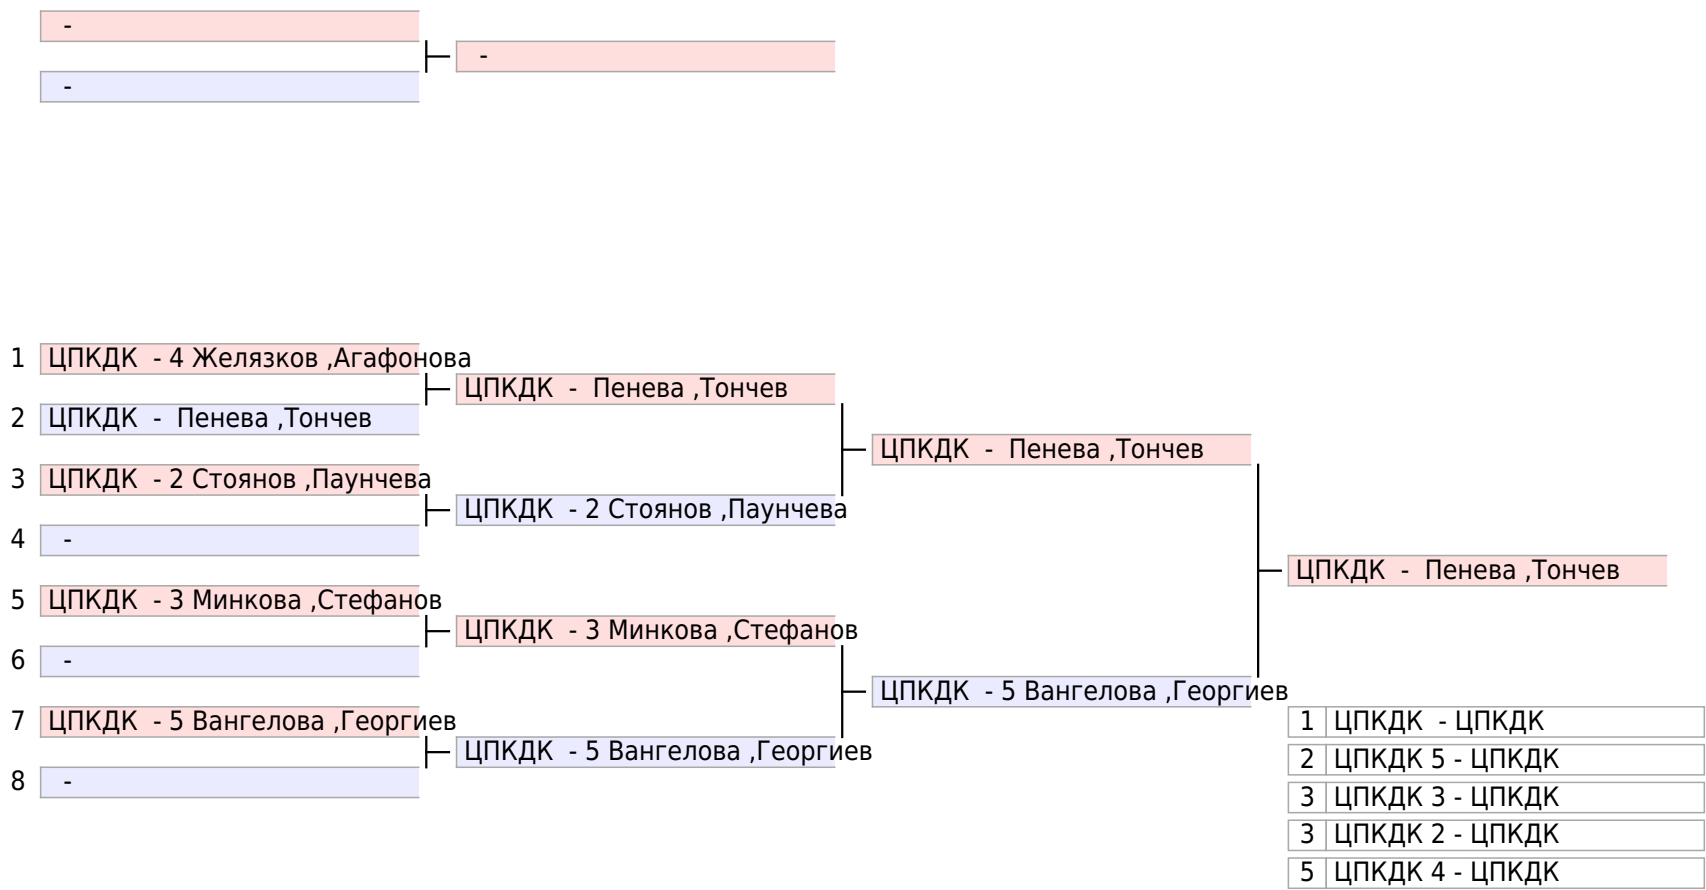 -
-
-
1 ЦПКДК - 4 Желязков ,Агафонова
ЦПКДК - Пенева ,Тончев
2 ЦПКДК - Пенева ,Тончев
ЦПКДК - Пенева ,Тончев
3 ЦПКДК - 2 Стоянов ,Паунчева
ЦПКДК - 2 Стоянов ,Паунчева
4 -
ЦПКДК - Пенева ,Тончев
5 ЦПКДК - 3 Минкова ,Стефанов
ЦПКДК - 3 Минкова ,Стефанов
6 -
ЦПКДК - 5 Вангелова ,Георгиев
7 ЦПКДК - 5 Вангелова ,Георгиев
ЦПКДК - 5 Вангелова ,Георгиев
8 -
1 ЦПКДК - ЦПКДК
2 ЦПКДК 5 - ЦПКДК
3 ЦПКДК 3 - ЦПКДК
3 ЦПКДК 2 - ЦПКДК
5 ЦПКДК 4 - ЦПКДК